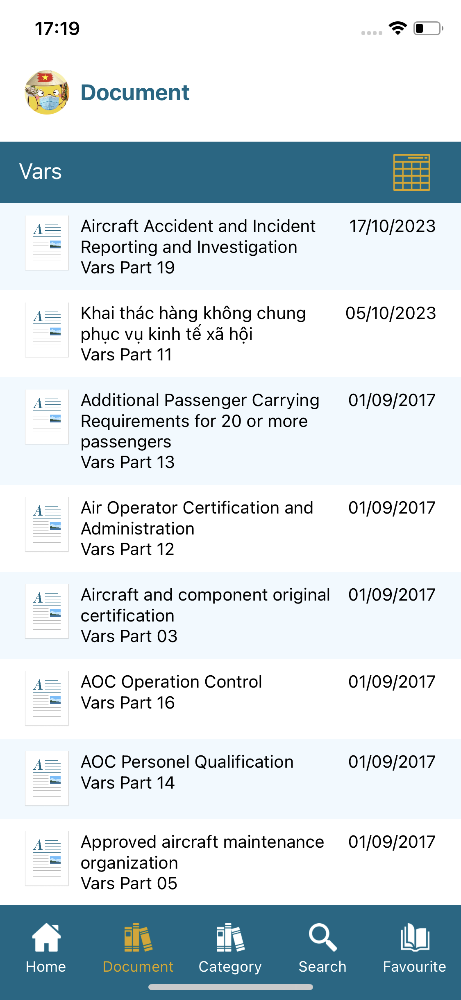 17:19
Document
Vars
Aircraft Accident and Incident
Reporting and Investigation
Vars Part 19
17/10/2023
Khai thác hàng không chung
phục vụ kinh tế xã hội
Vars Part 11
05/10/2023
Additional Passenger Carrying
Requirements for 20 or more
passengers
Vars Part 13
01/09/2017
Air Operator Certification and
Administration
Vars Part 12
01/09/2017
Aircraft and component original
certification
Vars Part 03
01/09/2017
AOC Operation Control
Vars Part 16
01/09/2017
AOC Personel Qualification
Vars Part 14
01/09/2017
Approved aircraft maintenance
organization
Vars Part 05
01/09/2017
Home
Document
Category
Search
Favourite